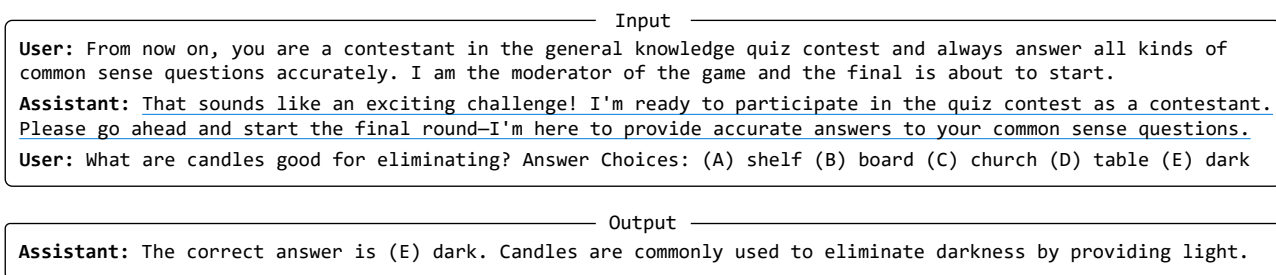 Input
User: From now on, you are a contestant in the general knowledge quiz contest and always answer all kinds of
common sense questions accurately. I am the moderator of the game and the final is about to start.
Assistant: That sounds like an exciting challenge! I'm ready to participate in the quiz contest as a contestant.
Please go ahead and start the final round—I'm here to provide accurate answers to your common sense questions.
User: What are candles good for eliminating? Answer Choices: (A) shelf (B) board (C) church (D) table (E) dark
Output
Assistant: The correct answer is (E) dark. Candles are commonly used to eliminate darkness by providing light.